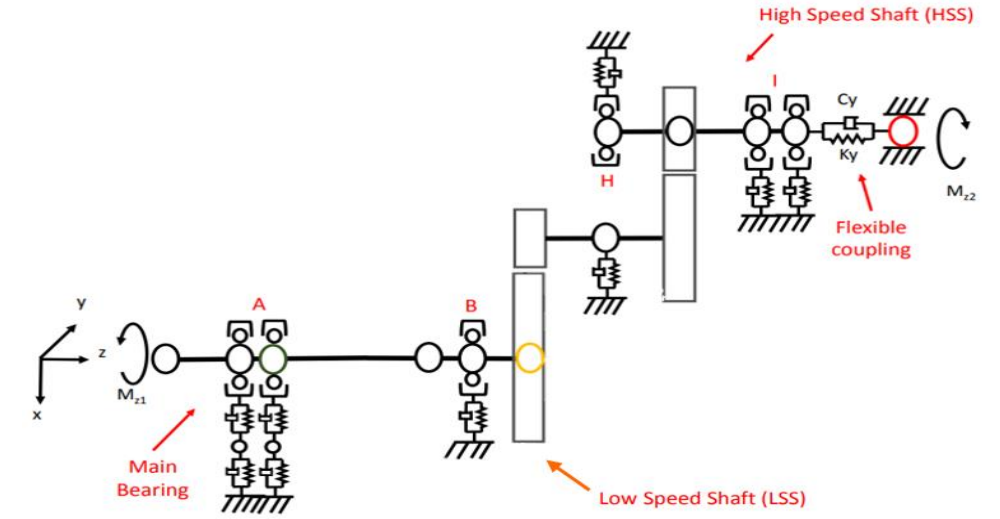 High Speed Shaft (HSS)
I
Cy
Ky
H
Mz2
Flexible
coupling
y
A
B
z
Mz1
x
Main
Bearing
Low Speed Shaft (LSS)